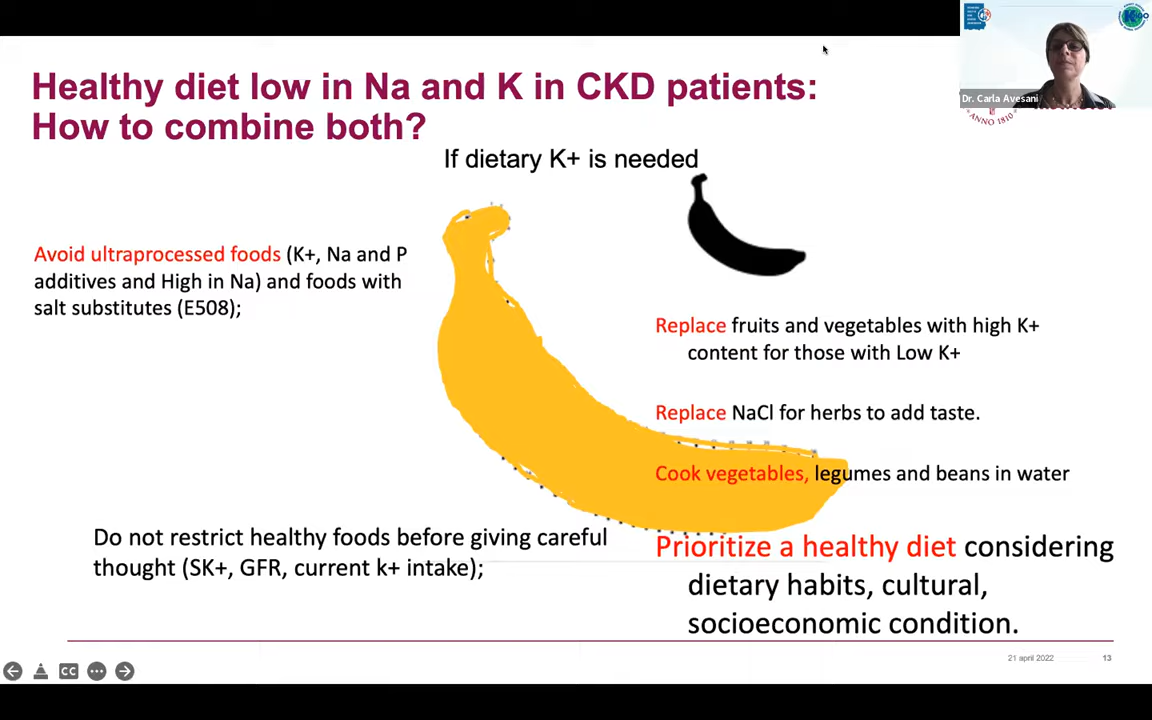 Healthy diet low in Na and K in CKD patients:
How to combine both?
If dietary K+ is needed
Avoid ultraprocessed foods (K+, Na and P
additives and High in Na) and foods with
salt substitutes (E508);
Replace fruits and vegetables with high K+
content for those with Low K+
Replace NaCl for herbs to add taste.
Cook vegetables, legumes and beans in water
Do not restrict healthy foods before giving careful
thought (SK+, GFR, current k+ intake);
Prioritize a healthy diet considering
dietary habits, cultural,
socioeconomic condition.
21 april 2022
13
CC
Dr. Carla Avesani
ANNO 1810